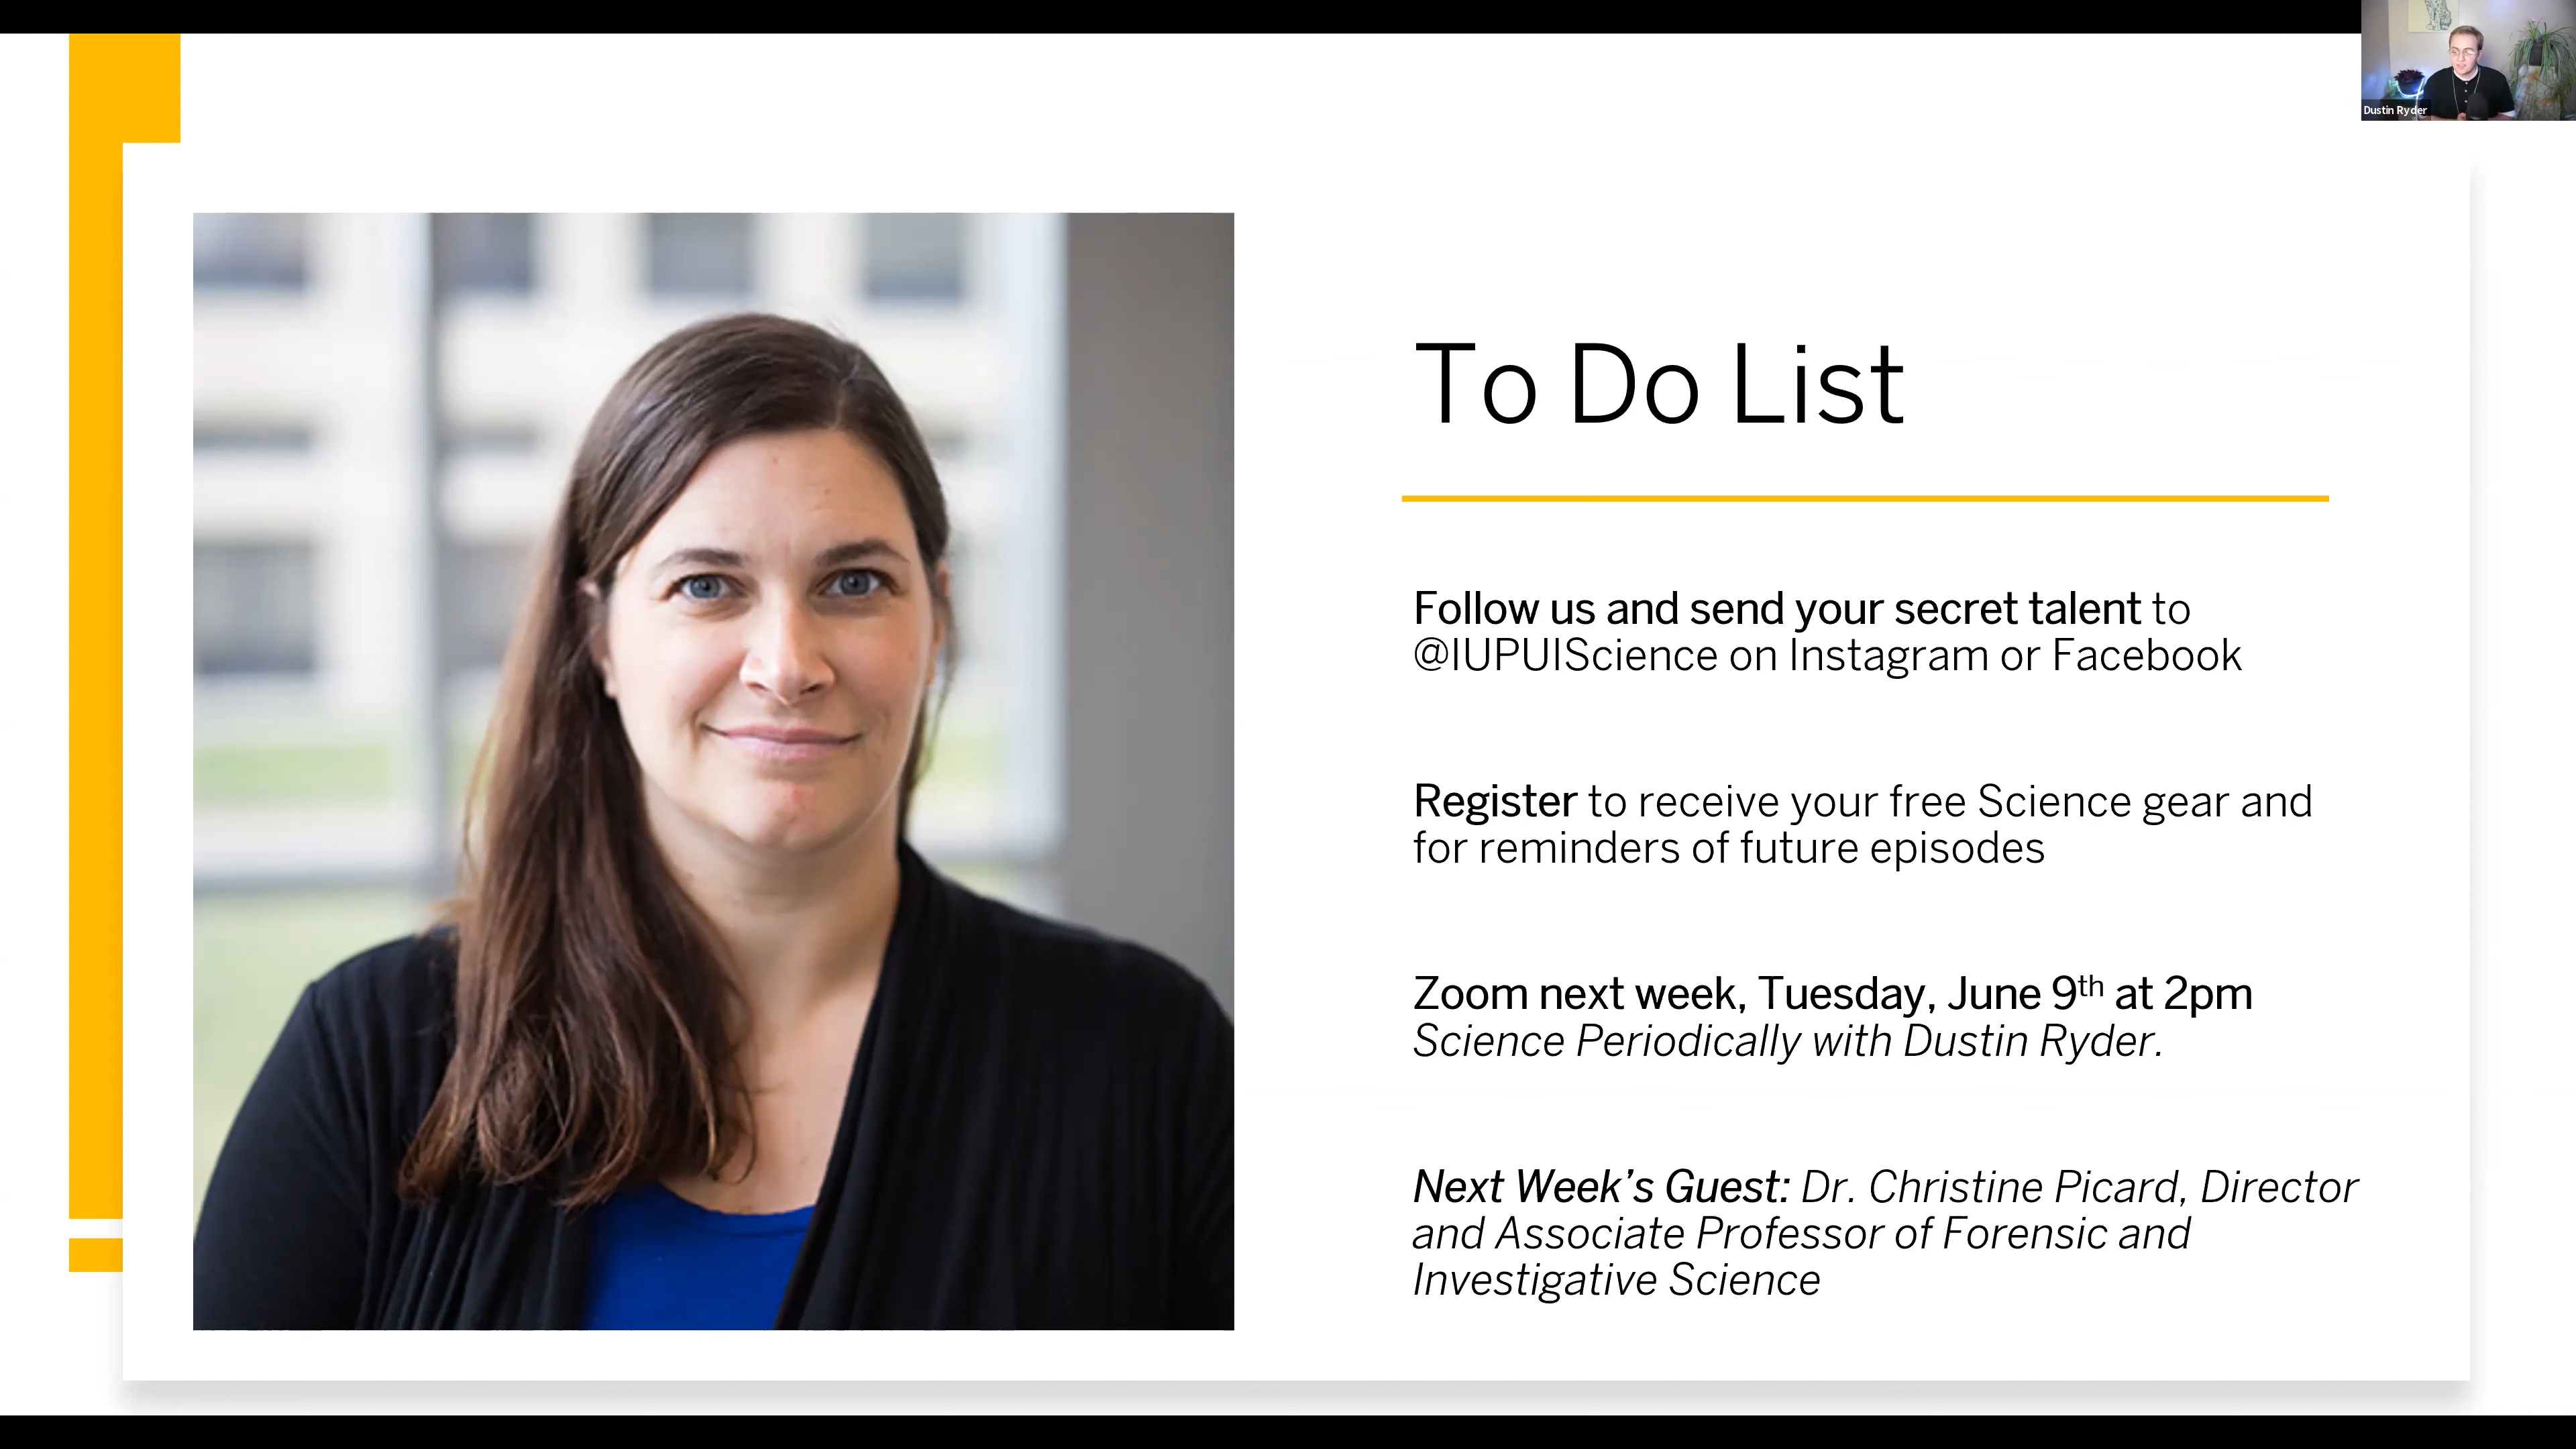 Dustin Ryder
To Do List
Follow us and send your secret talent to
@IUPUIScience on Instagram or Facebook
Register to receive your free Science gear and
for reminders of future episodes
Zoom next week, Tuesday, June 9th at 2pm
Science Periodically with Dustin Ryder.
Next Week’s Guest: Dr. Christine Picard, Director
and Associate Professor of Forensic and
Investigative Science